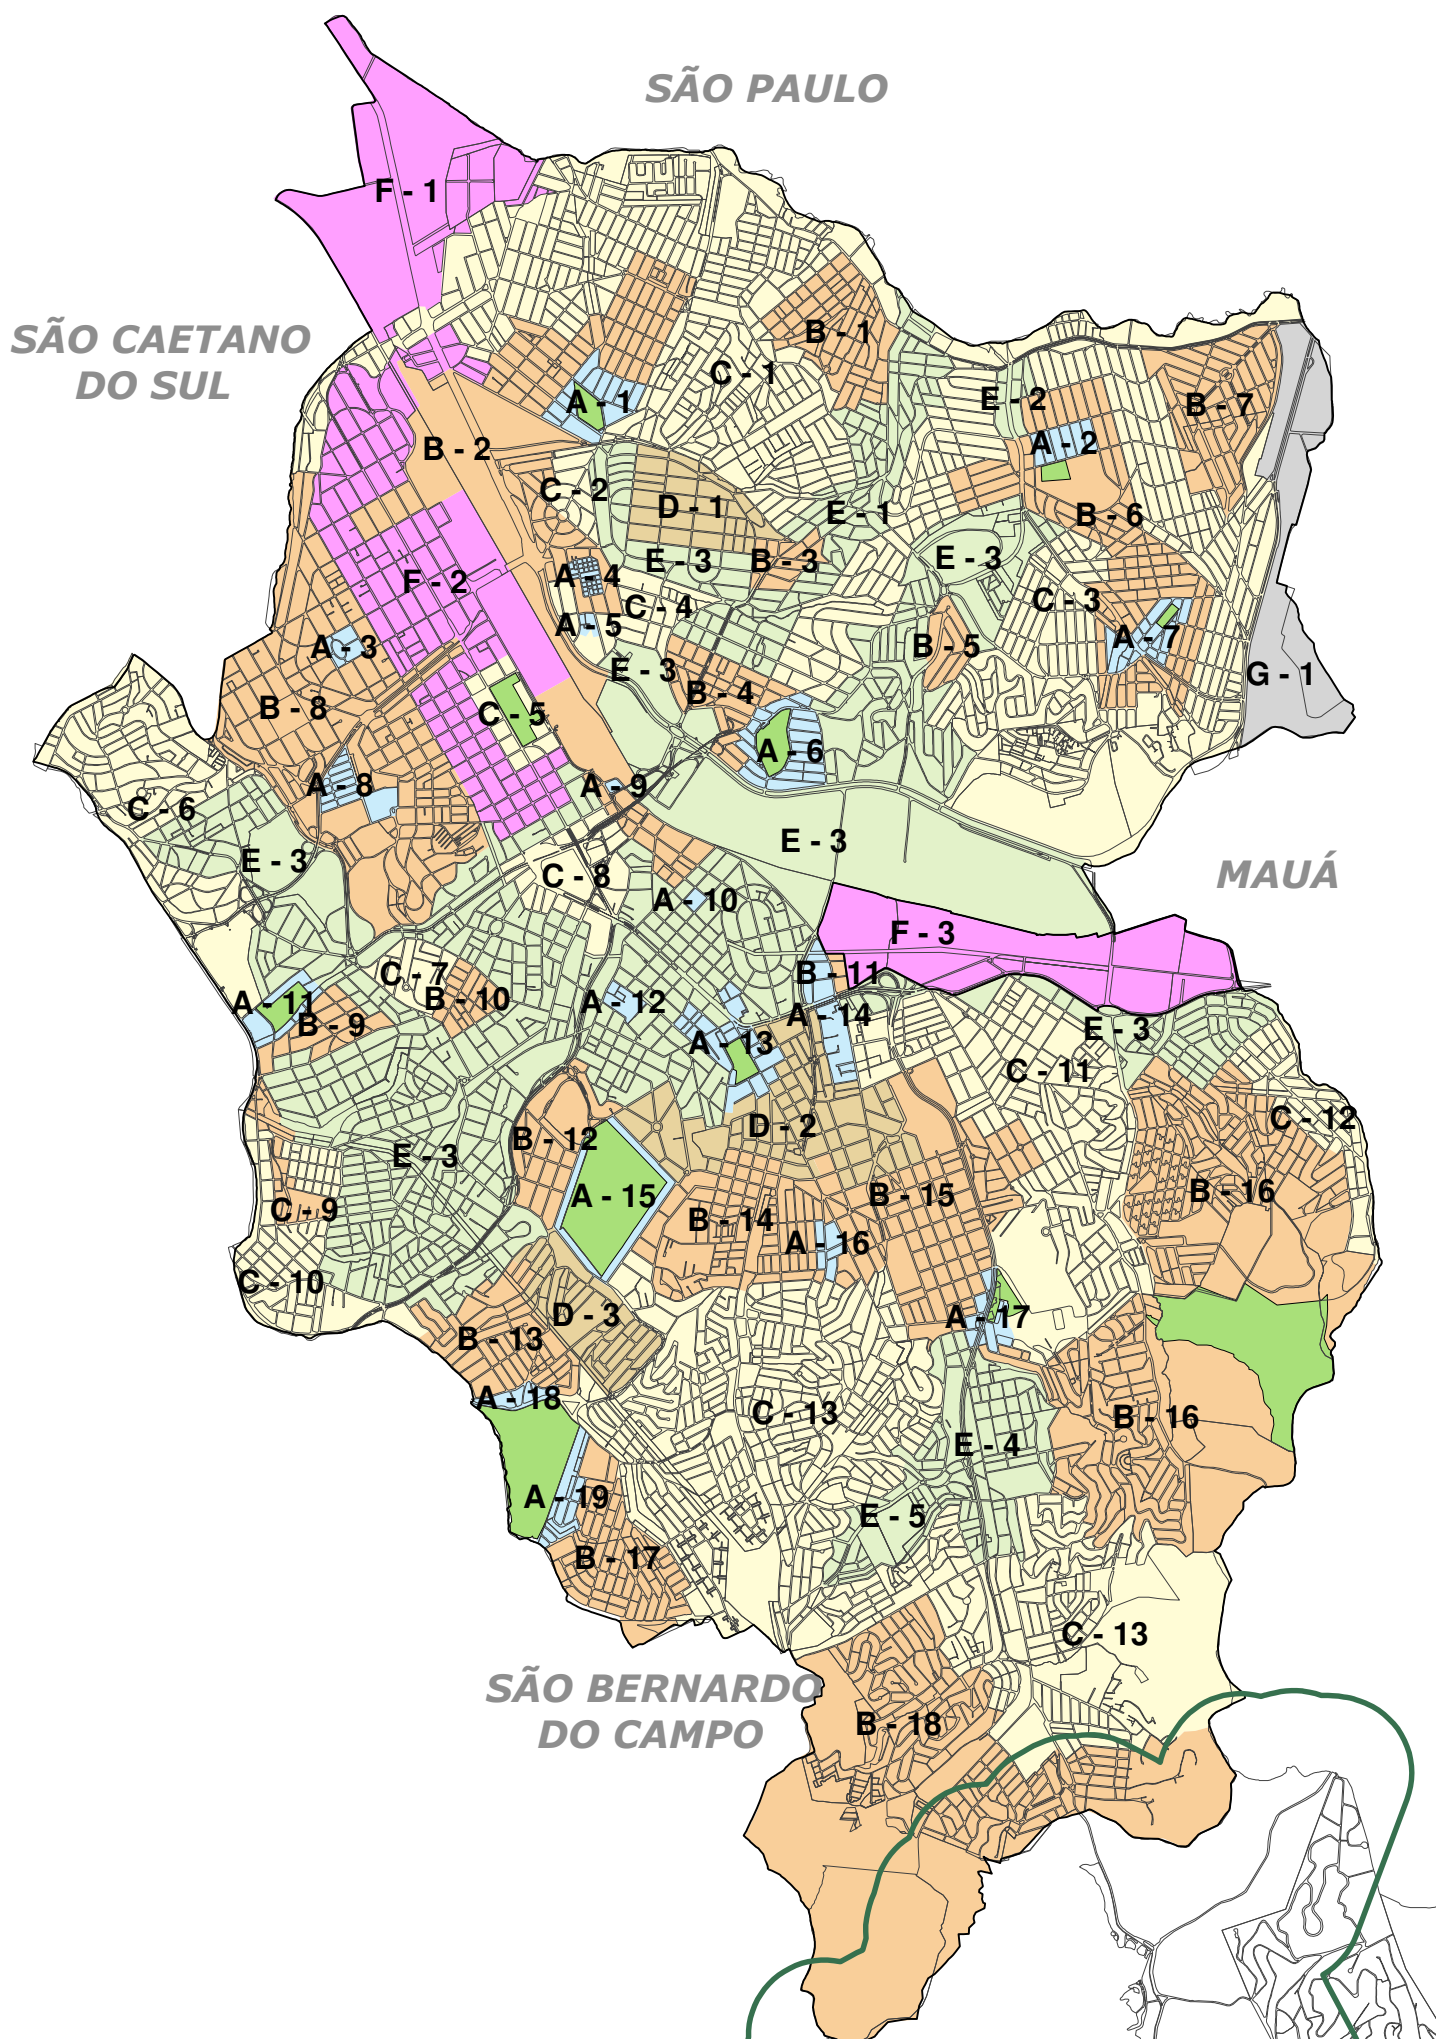 SÃO PAULO
F - 1
SÃO CAETANO
DO SUL
B - 1
C - 1
A - 1
E - 2
B - 7
B - 2
A - 2
C - 2
D - 1
E - 1
B - 6
E - 3
B - 3
E - 3
A - 4
F - 2
C - 4
C - 3
A - 5
A - 3
B - 5
A - 7
E - 3
G - 1
B - 4
B - 8
C - 5
A - 6
A - 8
A - 9
C - 6
E - 3
E - 3
C - 8
MAUÁ
A - 10
F - 3
C - 7
B - 11
B - 10
A - 11
A - 12
A - 14
B - 9
A - 13
E - 3
C - 11
C - 12
D - 2
B - 12
E - 3
A - 15
B - 15
B - 16
C - 9
B - 14
A - 16
C - 10
D - 3
A - 17
B - 13
A - 18
C - 13
B - 16
E - 4
A - 19
E - 5
B - 17
C - 13
SÃO BERNARDO
DO CAMPO
B - 18